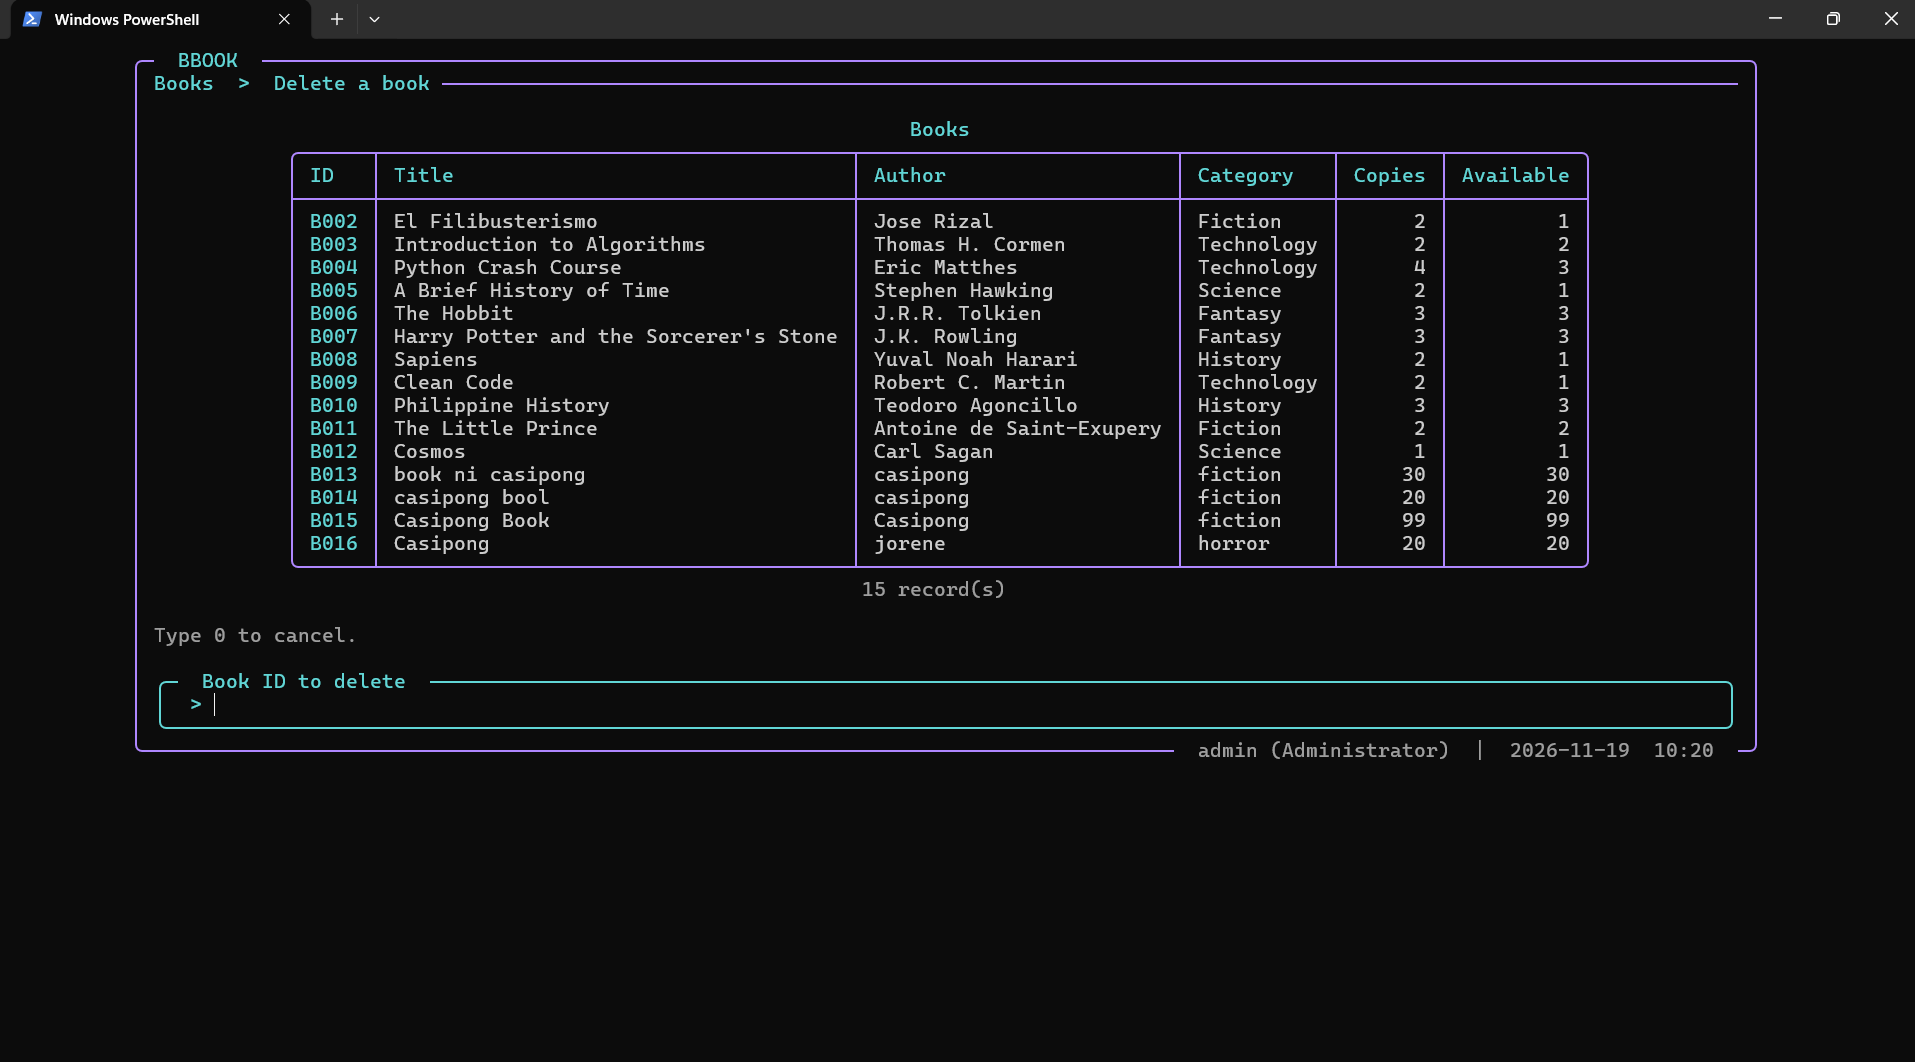 Windows PowerShell
BBOOK
Books > Delete a book
Books
ID Title Author Category Copies Available
B002 El Filibusterismo Jose Rizal Fiction 2 1
B003 Introduction to Algorithms Thomas H. Cormen Technology 2 2
B004 Python Crash Course Eric Matthes Technology 4 3
B005 A Brief History of Time Stephen Hawking Science 2 1
B006 The Hobbit J.R.R. Tolkien Fantasy 3 3
B007 Harry Potter and the Sorcerer's Stone J.K. Rowling Fantasy 3 3
B008 Sapiens Yuval Noah Harari History 2 1
B009 Clean Code Robert C. Martin Technology 2 1
B010 Philippine History Teodoro Agoncillo History 3 3
B011 The Little Prince Antoine de Saint-Exupery Fiction 2 2
B012 Cosmos Carl Sagan Science 1 1
B013 book ni casipong casipong fiction 30 30
B014 casipong bool casipong fiction 20 20
B015 Casipong Book Casipong fiction 99 99
B016 Casipong jorene horror 20 20
15 record(s)
Type 0 to cancel.
Book ID to delete
>
admin (Administrator) | 2026-11-19 10:20